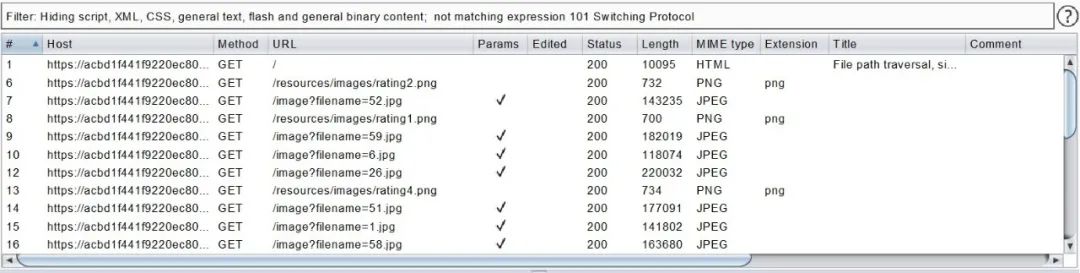 Filter: Hiding script, XML, CSS, general text, flash and general binary content;  not matching expression 101 Switching Protocol ?
# Host Method URL Params Edited Status Length MIME type Extension Title Comment
1 https://acbd1f441f9220ec80... GET / 200 10095 HTML File path traversal, si...
6 https://acbd1f441f9220ec80... GET /resources/images/rating2.png 200 732 PNG png
7 https://acbd1f441f9220ec80... GET /image?filename=52.jpg ✓ 200 143235 JPEG
8 https://acbd1f441f9220ec80... GET /resources/images/rating1.png 200 700 PNG png
9 https://acbd1f441f9220ec80... GET /image?filename=59.jpg ✓ 200 182019 JPEG
10 https://acbd1f441f9220ec80... GET /image?filename=6.jpg ✓ 200 118074 JPEG
12 https://acbd1f441f9220ec80... GET /image?filename=26.jpg ✓ 200 220032 JPEG
13 https://acbd1f441f9220ec80... GET /resources/images/rating4.png 200 734 PNG png
14 https://acbd1f441f9220ec80... GET /image?filename=51.jpg ✓ 200 177091 JPEG
15 https://acbd1f441f9220ec80... GET /image?filename=1.jpg ✓ 200 141802 JPEG
16 https://acbd1f441f9220ec80... GET /image?filename=58.jpg ✓ 200 163680 JPEG